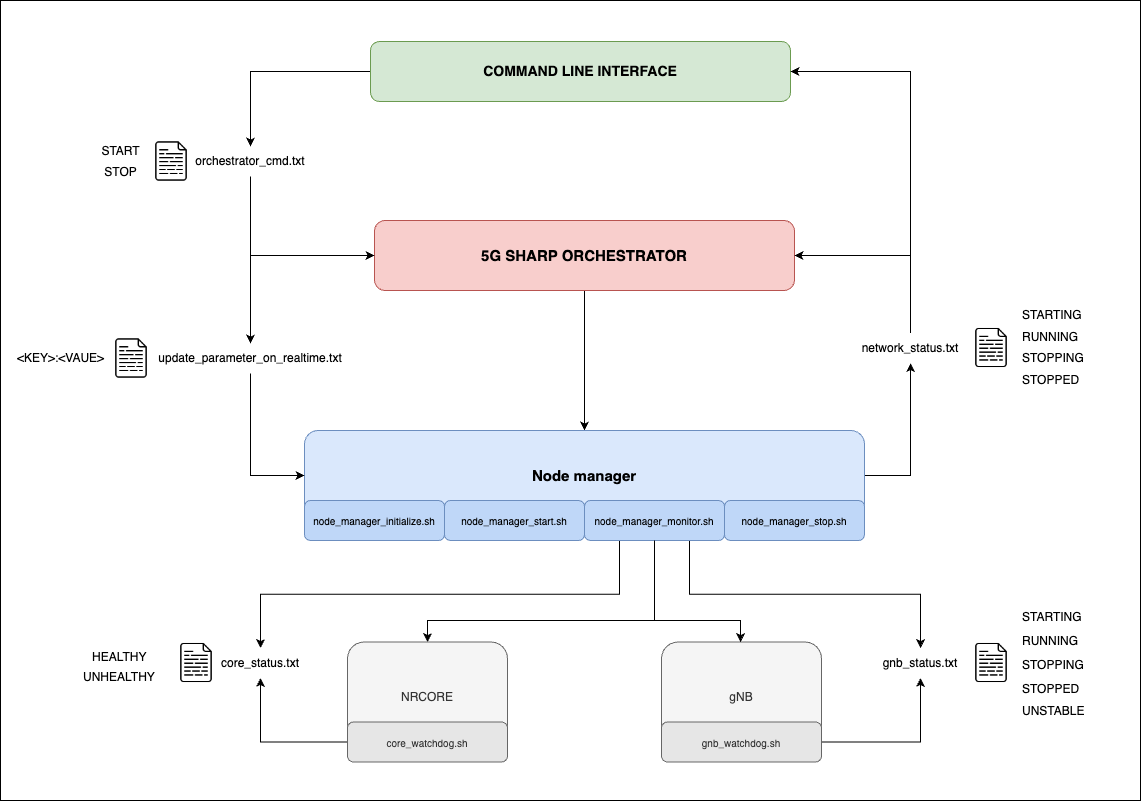 COMMAND LINE INTERFACE
START
STOP
orchestrator_cmd.txt
5G SHARP ORCHESTRATOR
<KEY>:<VAUE>
update_parameter_on_realtime.txt
network_status.txt
STARTING
RUNNING
STOPPING
STOPPED
Node manager
node_manager_initialize.sh
node_manager_start.sh
node_manager_monitor.sh
node_manager_stop.sh
HEALTHY
UNHEALTHY
core_status.txt
NRCORE
core_watchdog.sh
gNB
gnb_watchdog.sh
gnb_status.txt
STARTING
RUNNING
STOPPING
STOPPED
UNSTABLE